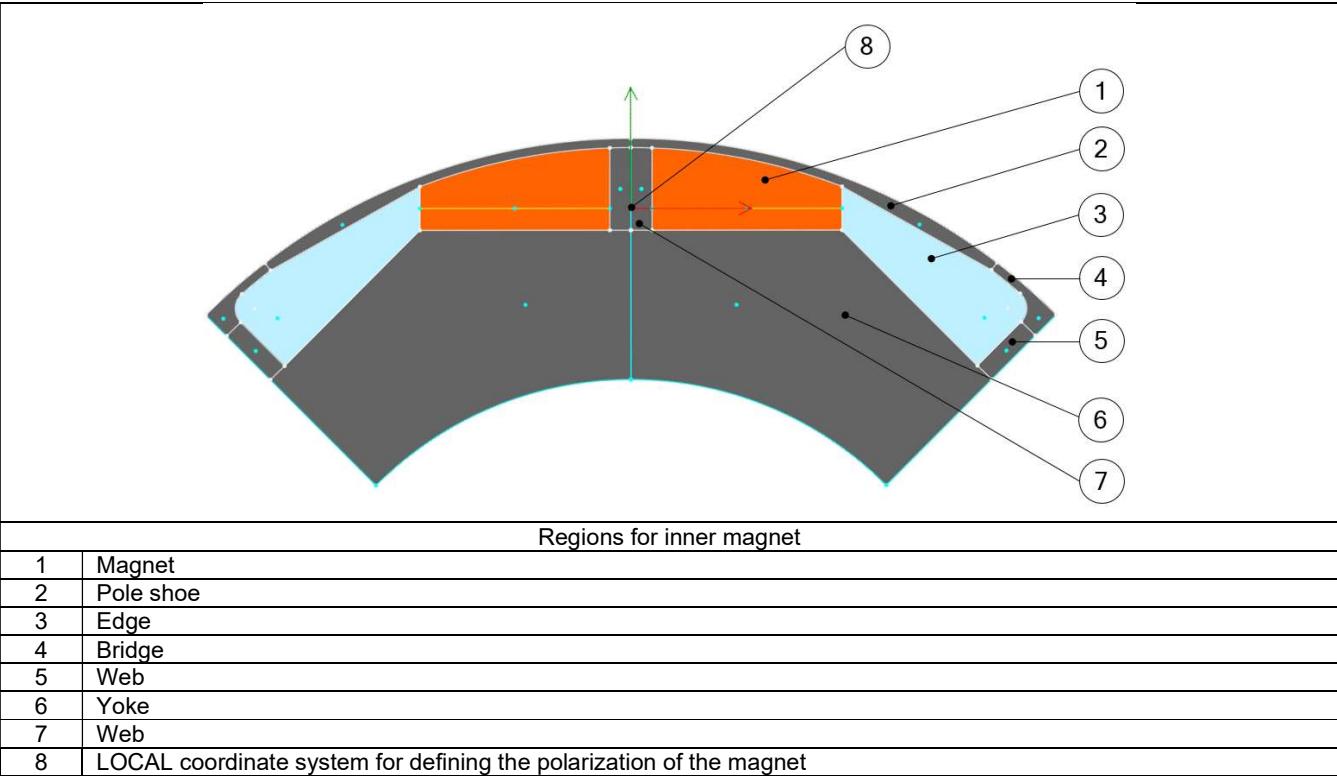 8
1
2
3
4
5
6
7
Regions for inner magnet
1 Magnet
2 Pole shoe
3 Edge
4 Bridge
5 Web
6 Yoke
7 Web
8 LOCAL coordinate system for defining the polarization of the magnet